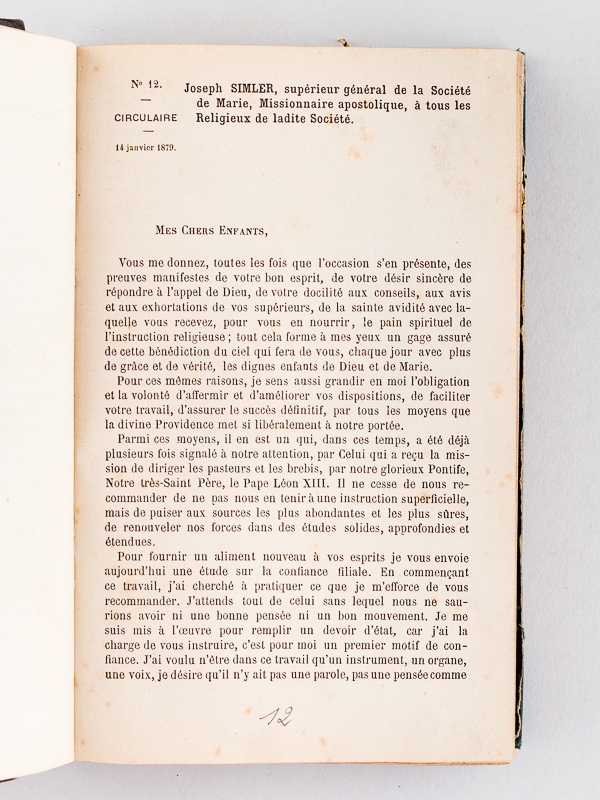 Nº 12.
CIRCULAIRE
14 janvier 1879.
Joseph SIMLER, supérieur général de la Société
de Marie, Missionnaire apostolique, à tous les
Religieux de ladite Société.
MES CHERS ENFANTS,
Vous me donnez, toutes les fois que l'occasion s'en présente, des
preuves manifestes de votre bon esprit, de votre désir sincère de
répondre à l'appel de Dieu, de votre docilité aux conseils, aux avis
et aux exhortations de vos supérieurs, de la sainte avidité avec la-
quelle vous recevez, pour vous en nourrir, le pain spirituel de
l'instruction religieuse ; tout cela forme à mes yeux un gage assuré
de cette bénédiction du ciel qui fera de vous, chaque jour avec plus
de grâce et de vérité, les dignes enfants de Dieu et de Marie.
Pour ces mêmes raisons, je sens aussi grandir en moi l'obligation
et la volonté d'affermir et d'améliorer vos dispositions, de faciliter
votre travail, d'assurer le succès définitif, par tous les moyens que
la divine Providence met si libéralement à notre portée.
Parmi ces moyens, il en est un qui, dans ces temps, a été déjà
plusieurs fois signalé à notre attention, par Celui qui a reçu la mis-
sion de diriger les pasteurs et les brebis, par notre glorieux Pontife,
Notre très-Saint Père, le Pape Léon XIII. Il ne cesse de nous re-
commander de ne pas nous en tenir à une instruction superficielle,
mais de puiser aux sources les plus abondantes et les plus sûres,
de renouveler nos forces dans des études solides, approfondies et
étendues.
Pour fournir un aliment nouveau à vos esprits je vous envoie
aujourd'hui une étude sur la confiance filiale. En commençant
ce travail, j'ai cherché à pratiquer ce que je m'efforce de vous
recommander. J'attends tout de celui sans lequel nous ne sau-
rions avoir ni une bonne pensée ni un bon mouvement. Je me
suis mis à l'œuvre pour remplir un devoir d'état, car j'ai la
charge de vous instruire, c'est pour moi un premier motif de con-
fiance. J'ai voulu n'être dans ce travail qu'un instrument, un organe,
une voix, je désire qu'il n'y ait pas une parole, pas une pensée comme
12